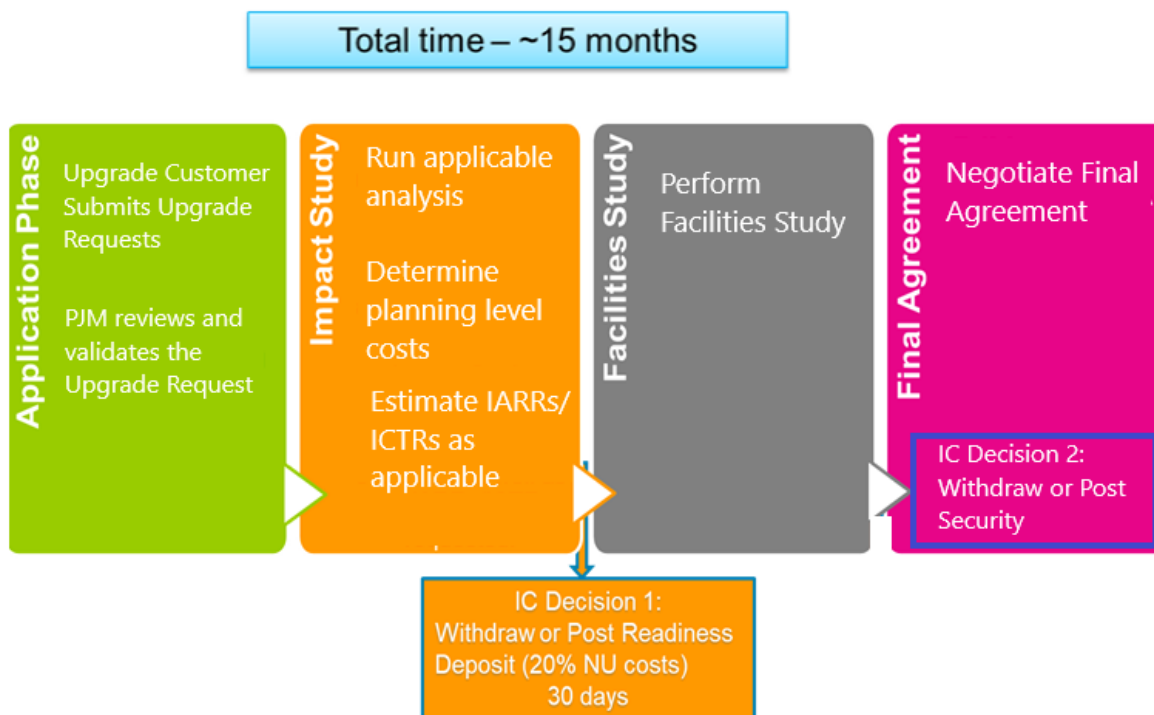 Total time – ~15 months
Application Phase
Upgrade Customer
Submits Upgrade
Requests
PJM reviews and
validates the
Upgrade Request
Impact Study
Run applicable
analysis
Determine
planning level
costs
Estimate IARRs/
ICTRs as
applicable
Facilities Study
Perform
Facilities Study
Final Agreement
Negotiate Final
Agreement
IC Decision 2:
Withdraw or Post
Security
IC Decision 1:
Withdraw or Post Readiness
Deposit (20% NU costs)
30 days